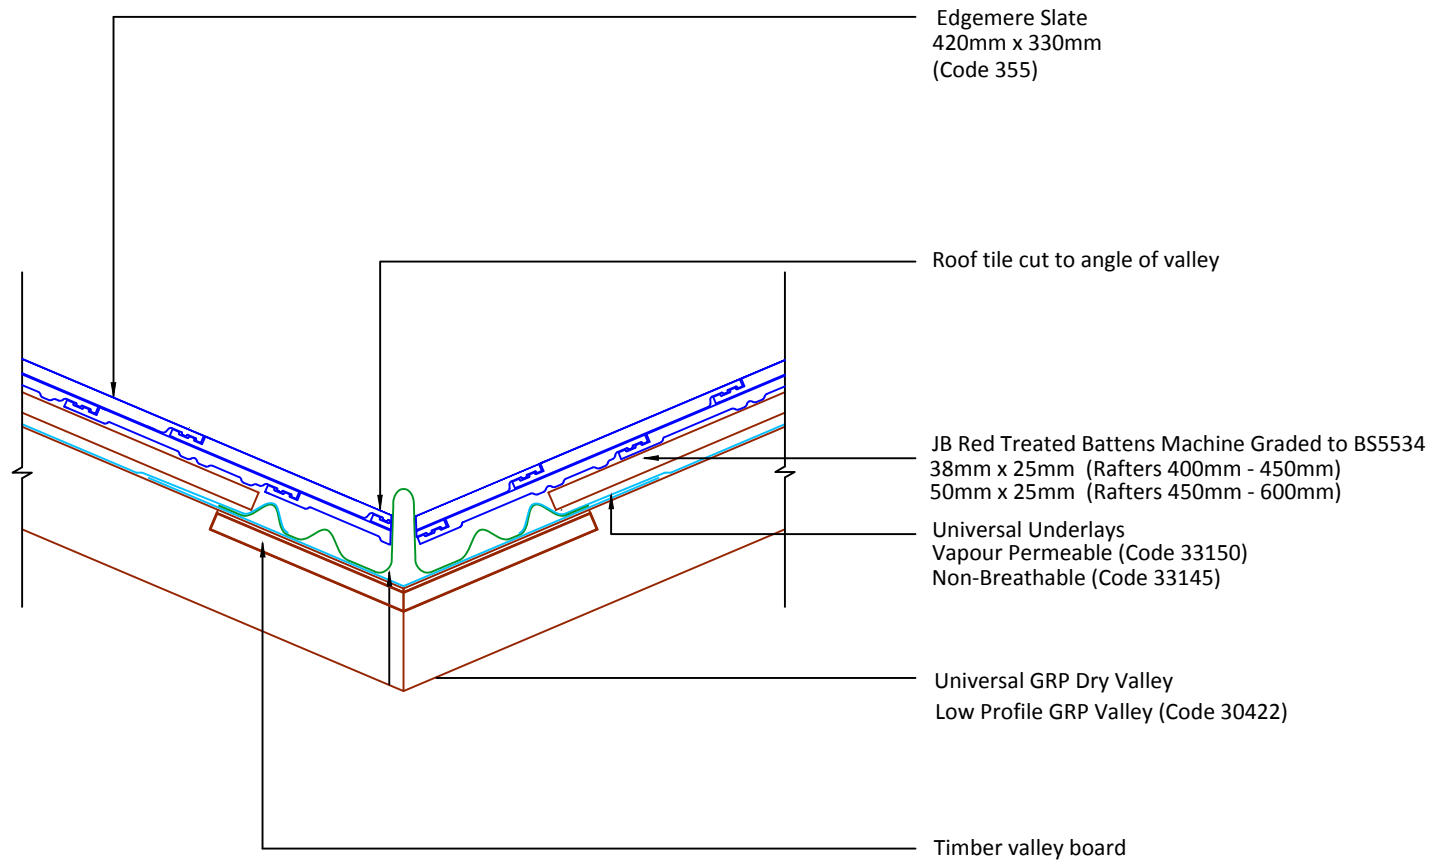 Edgemere Slate
420mm x 330mm
(Code 355)
Roof tile cut to angle of valley
JB Red Treated Battens Machine Graded to BS5534
38mm x 25mm (Rafters 400mm - 450mm)
50mm x 25mm (Rafters 450mm - 600mm)
Universal Underlays
Vapour Permeable (Code 33150)
Non-Breathable (Code 33145)
Universal GRP Dry Valley
Low Profile GRP Valley (Code 30422)
Timber valley board